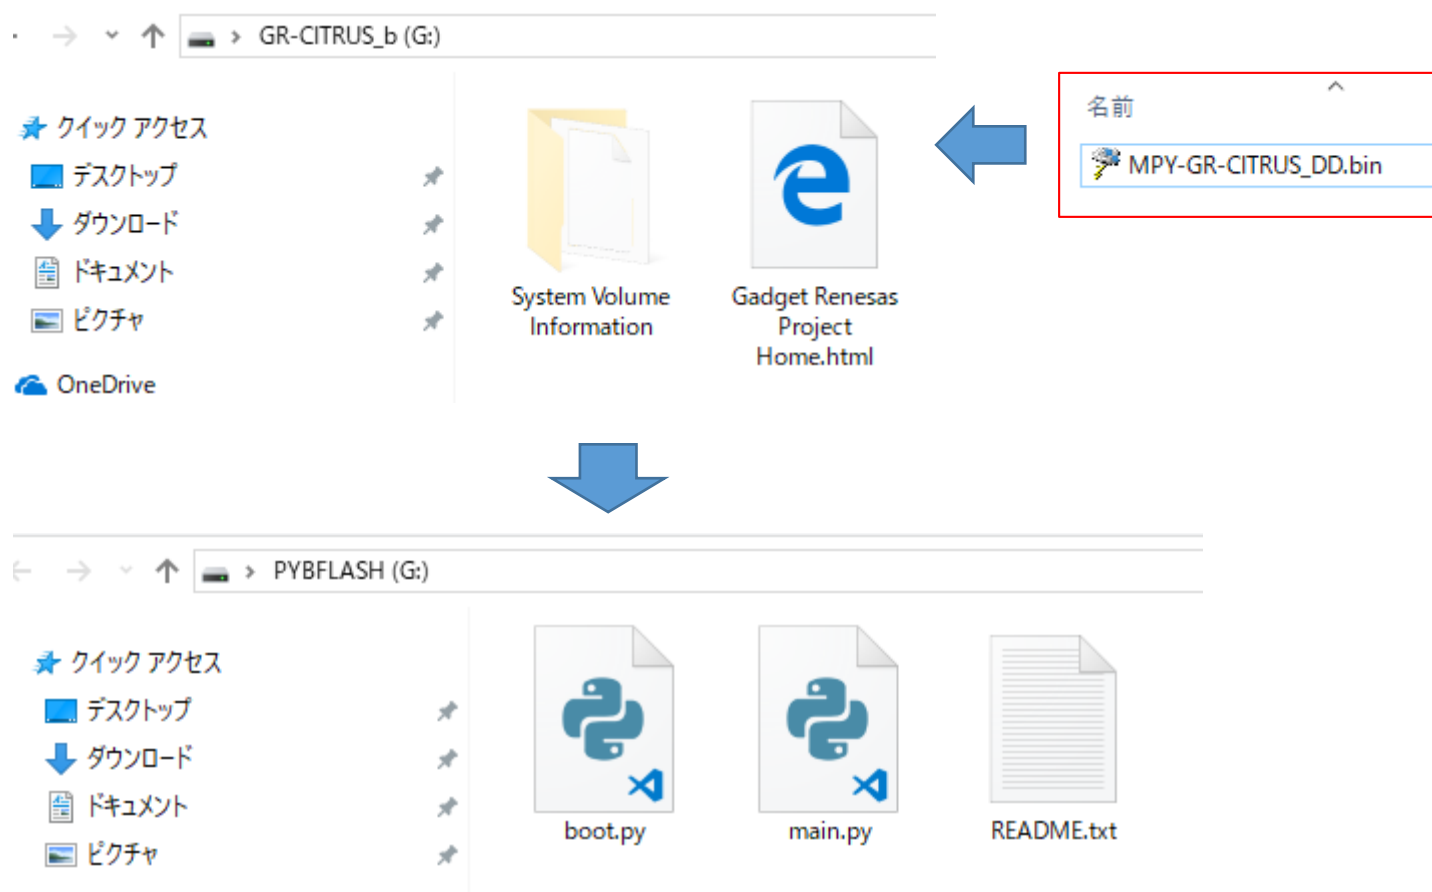 GR-CITRUS_b (G:)
クイック アクセス
デスクトップ
ダウンロード
ドキュメント
ピクチャ
OneDrive
System Volume
Information
Gadget Renesas
Project
Home.html
名前
MPY-GR-CITRUS_DD.bin
PYBFLASH (G:)
クイック アクセス
デスクトップ
ダウンロード
ドキュメント
ピクチャ
boot.py
main.py
README.txt